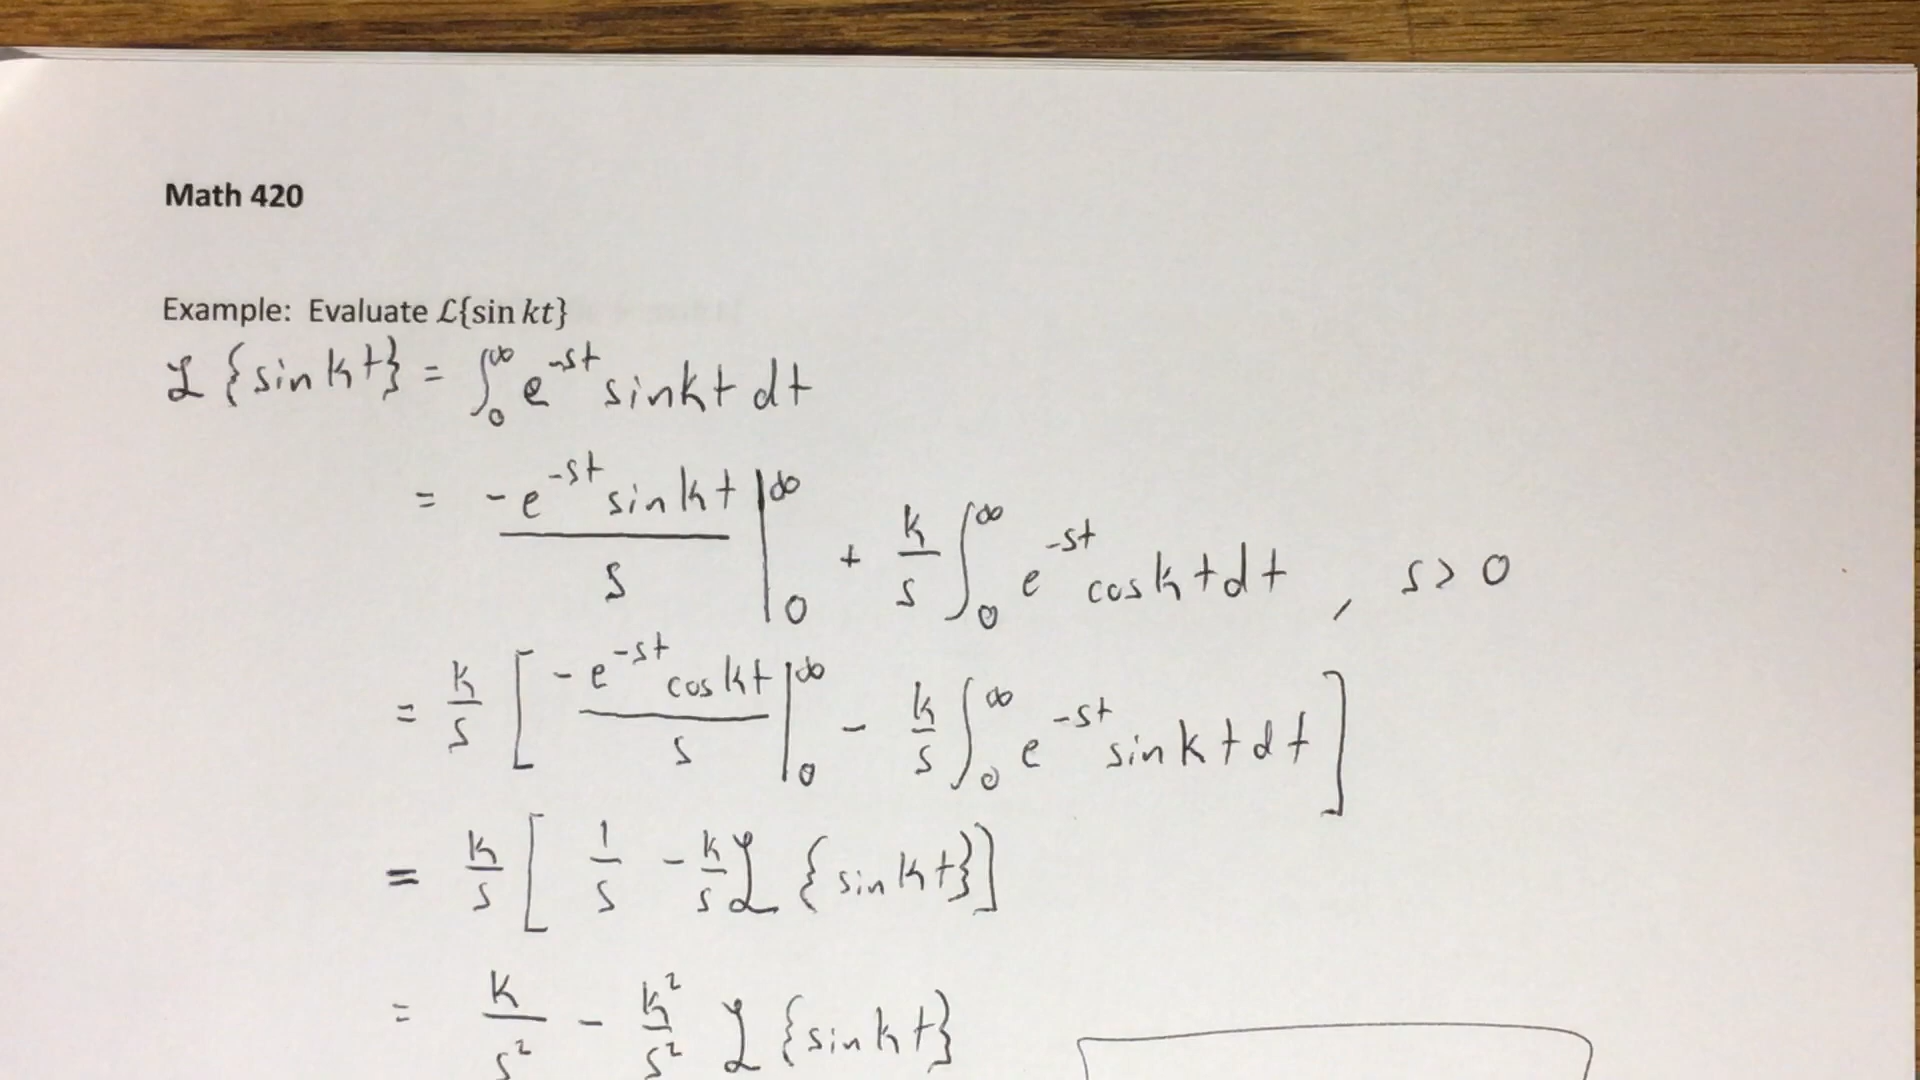 Math 420
Example: Evaluate ℒ{sin kt}
ℒ{sin kt} = ∫₀^∞ e^{-st} sin kt dt
= -e^{-st} sin kt / s |₀^∞ + k/s ∫₀^∞ e^{-st} cos kt dt , s > 0
= k/s [ -e^{-st} cos kt / s |₀^∞ - k/s ∫₀^∞ e^{-st} sin kt dt ]
= k/s [ 1/s - k/s ℒ{sin kt} ]
= k/s² - k²/s² ℒ{sin kt}